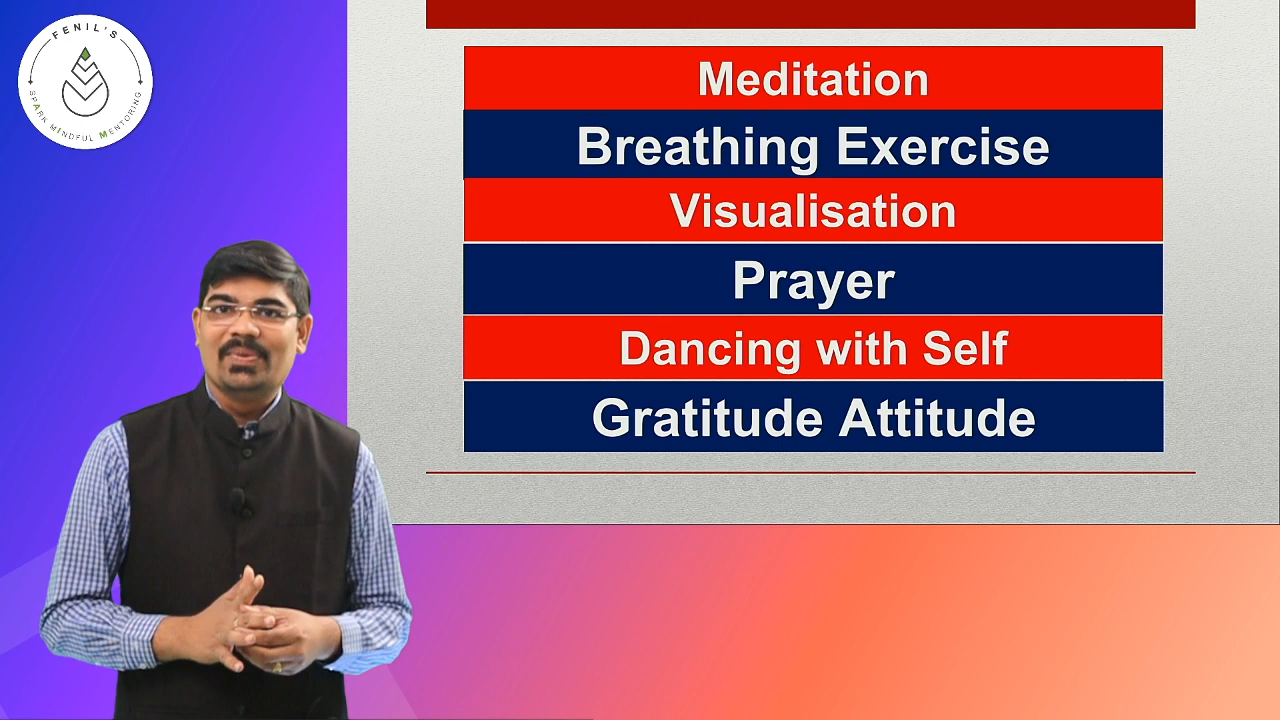 FENIL'S
SPARK MINDFUL MENTORING
Meditation
Breathing Exercise
Visualisation
Prayer
Dancing with Self
Gratitude Attitude